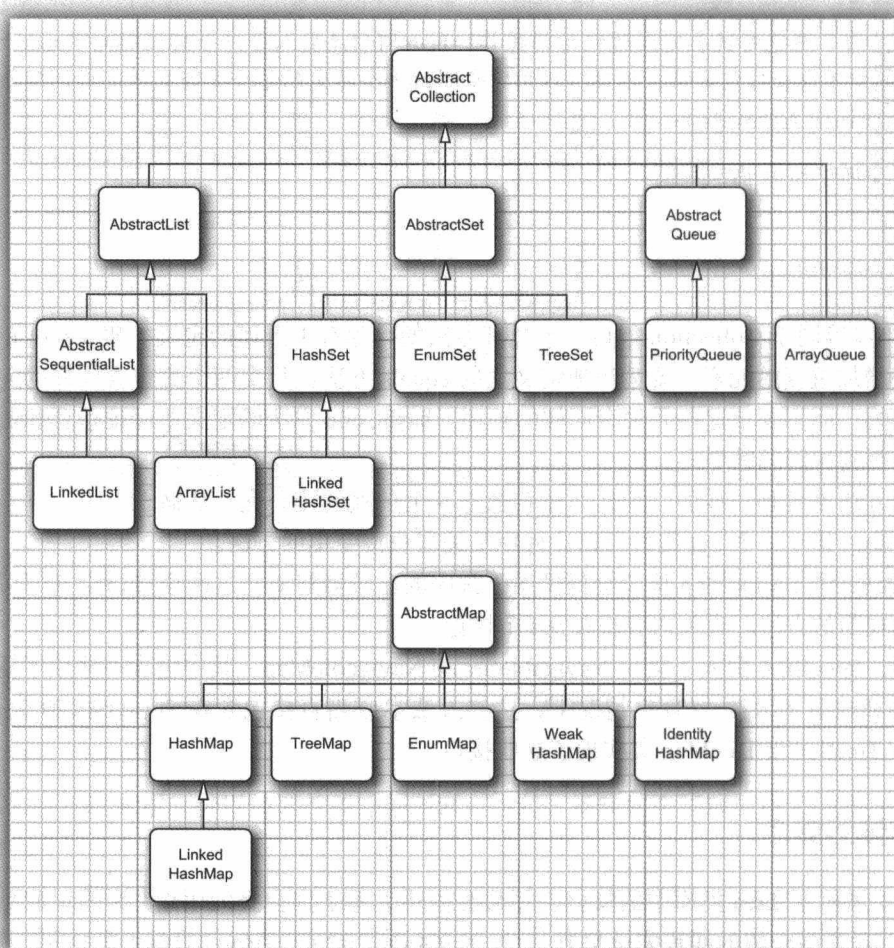 Abstract
Collection
AbstractList
AbstractSet
Abstract
Queue
Abstract
SequentialList
HashSet
EnumSet
TreeSet
PriorityQueue
ArrayQueue
LinkedList
ArrayList
Linked
HashSet
AbstractMap
HashMap
TreeMap
EnumMap
Weak
HashMap
Identity
HashMap
Linked
HashMap